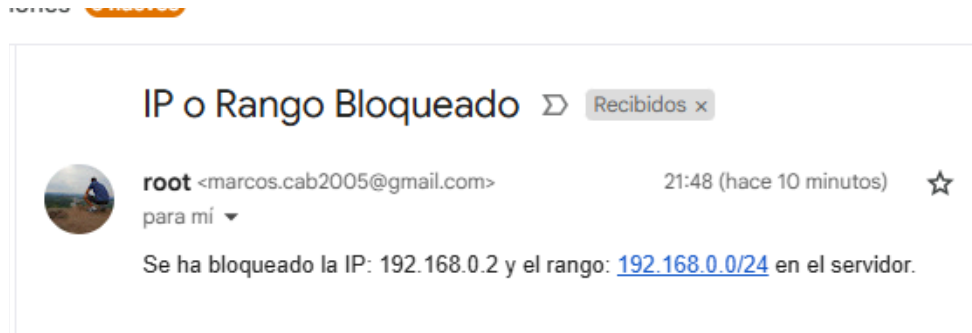 IP o Rango Bloqueado Recibidos ×
root <marcos.cab2005@gmail.com> 21:48 (hace 10 minutos)
para mí
Se ha bloqueado la IP: 192.168.0.2 y el rango: 192.168.0.0/24 en el servidor.